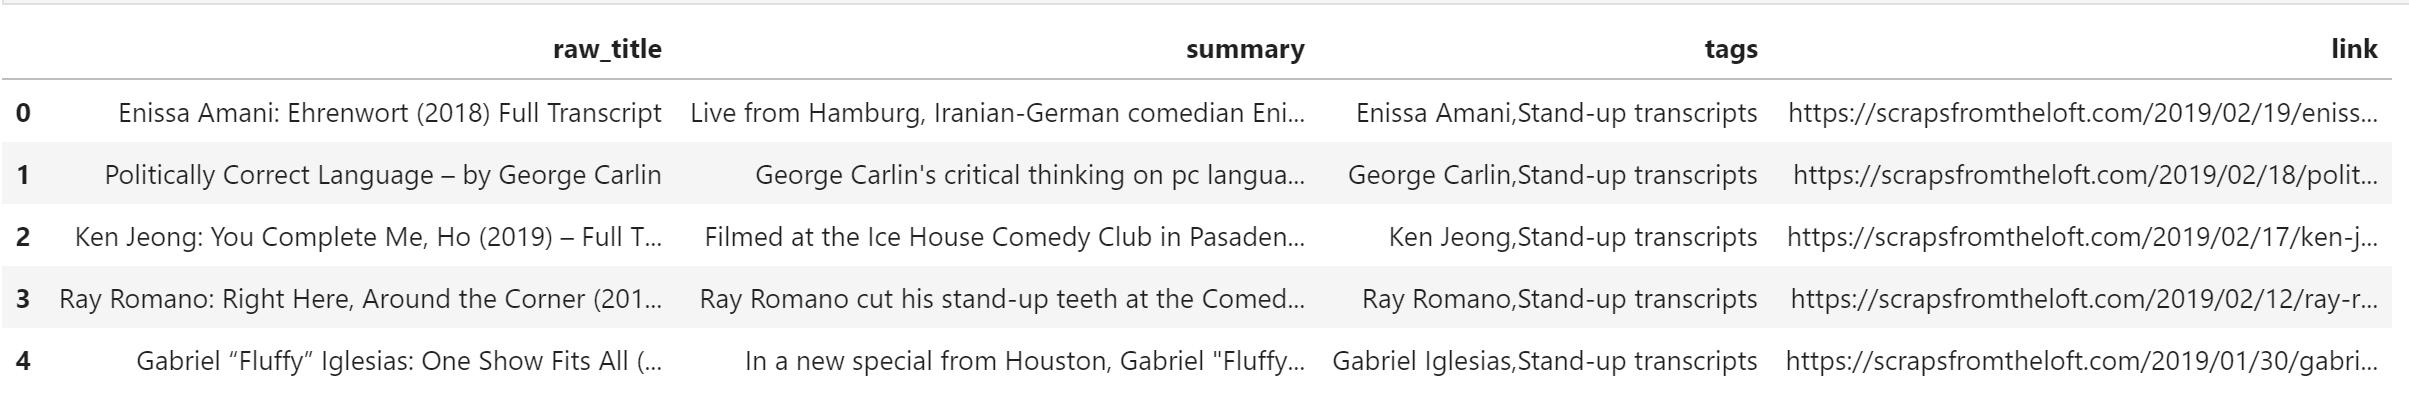 raw_title summary tags link
0 Enissa Amani: Ehrenwort (2018) Full Transcript Live from Hamburg, Iranian-German comedian Eni... Enissa Amani,Stand-up transcripts https://scrapsfromtheloft.com/2019/02/19/eniss...
1 Politically Correct Language – by George Carlin George Carlin's critical thinking on pc langua... George Carlin,Stand-up transcripts https://scrapsfromtheloft.com/2019/02/18/polit...
2 Ken Jeong: You Complete Me, Ho (2019) – Full T... Filmed at the Ice House Comedy Club in Pasaden... Ken Jeong,Stand-up transcripts https://scrapsfromtheloft.com/2019/02/17/ken-j...
3 Ray Romano: Right Here, Around the Corner (201... Ray Romano cut his stand-up teeth at the Comed... Ray Romano,Stand-up transcripts https://scrapsfromtheloft.com/2019/02/12/ray-r...
4 Gabriel “Fluffy” Iglesias: One Show Fits All (... In a new special from Houston, Gabriel "Fluffy... Gabriel Iglesias,Stand-up transcripts https://scrapsfromtheloft.com/2019/01/30/gabri...